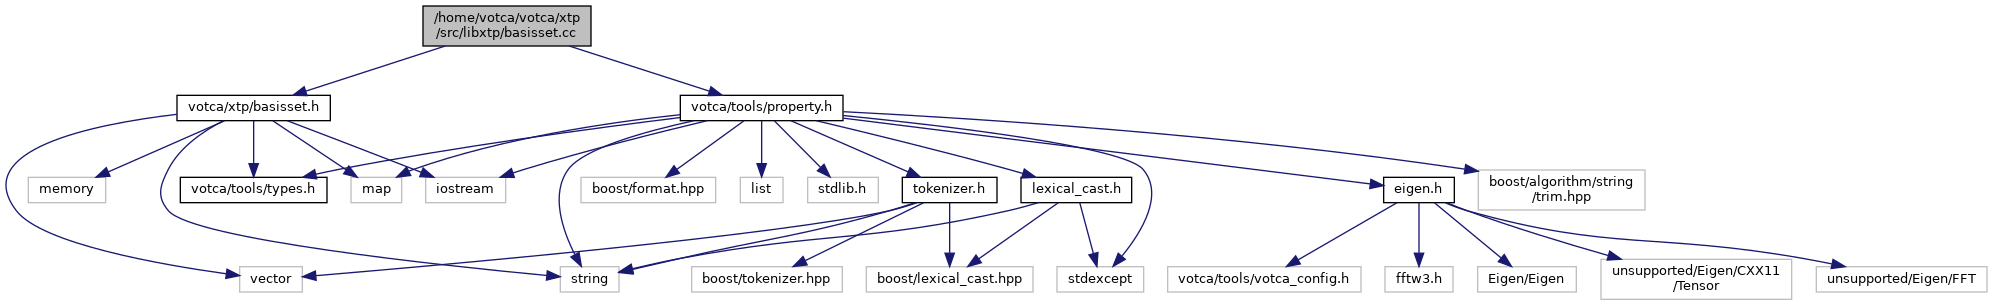 /home/votca/votca/xtp
/src/libxtp/basisset.cc
votca/xtp/basisset.h
votca/tools/property.h
memory
votca/tools/types.h
map
iostream
boost/format.hpp
list
stdlib.h
tokenizer.h
lexical_cast.h
eigen.h
boost/algorithm/string
/trim.hpp
vector
string
boost/tokenizer.hpp
boost/lexical_cast.hpp
stdexcept
votca/tools/votca_config.h
fftw3.h
Eigen/Eigen
unsupported/Eigen/CXX11
/Tensor
unsupported/Eigen/FFT